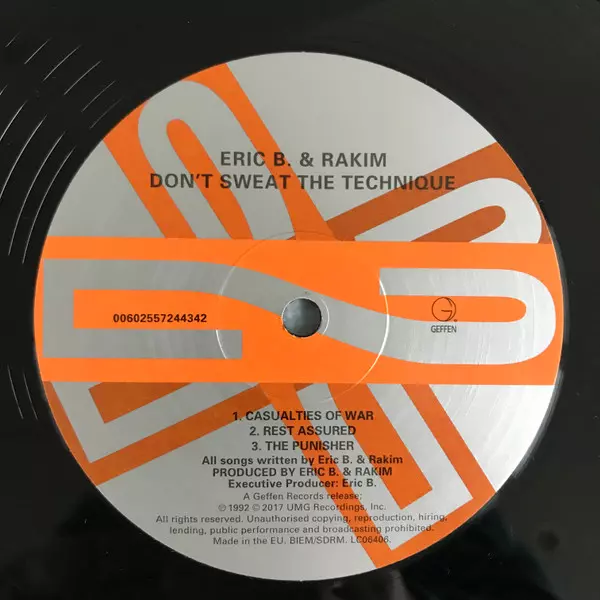 ERIC B. & RAKIM
DON'T SWEAT THE TECHNIQUE
00602557244342
G
GEFFEN
1. CASUALTIES OF WAR
2. REST ASSURED
3. THE PUNISHER
All songs written by Eric B. & Rakim
PRODUCED BY ERIC B. & RAKIM
Executive Producer: Eric B.
A Geffen Records release:
℗ 1992 © 2017 UMG Recordings, Inc.
All rights reserved. Unauthorised copying, reproduction, hiring,
lending, public performance and broadcasting prohibited.
Made in the EU. BIEM/SDRM. LC06406.